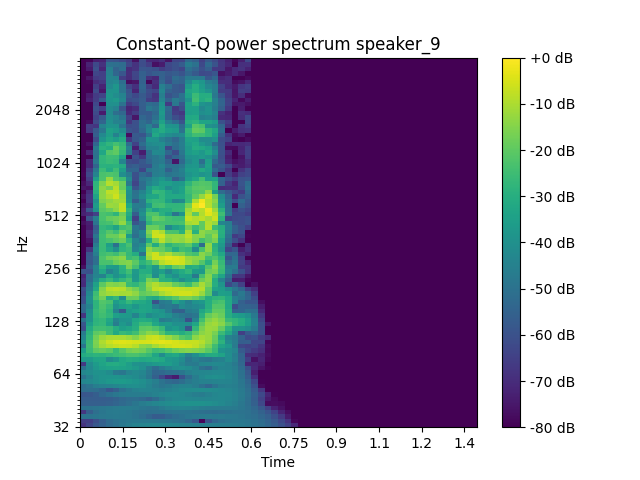 Constant-Q power spectrum speaker_9
+0 dB
-10 dB
-20 dB
-30 dB
-40 dB
-50 dB
-60 dB
-70 dB
-80 dB
Hz
2048
1024
512
256
128
64
32
0 0.15 0.3 0.45 0.6 0.75 0.9 1.1 1.2 1.4
Time